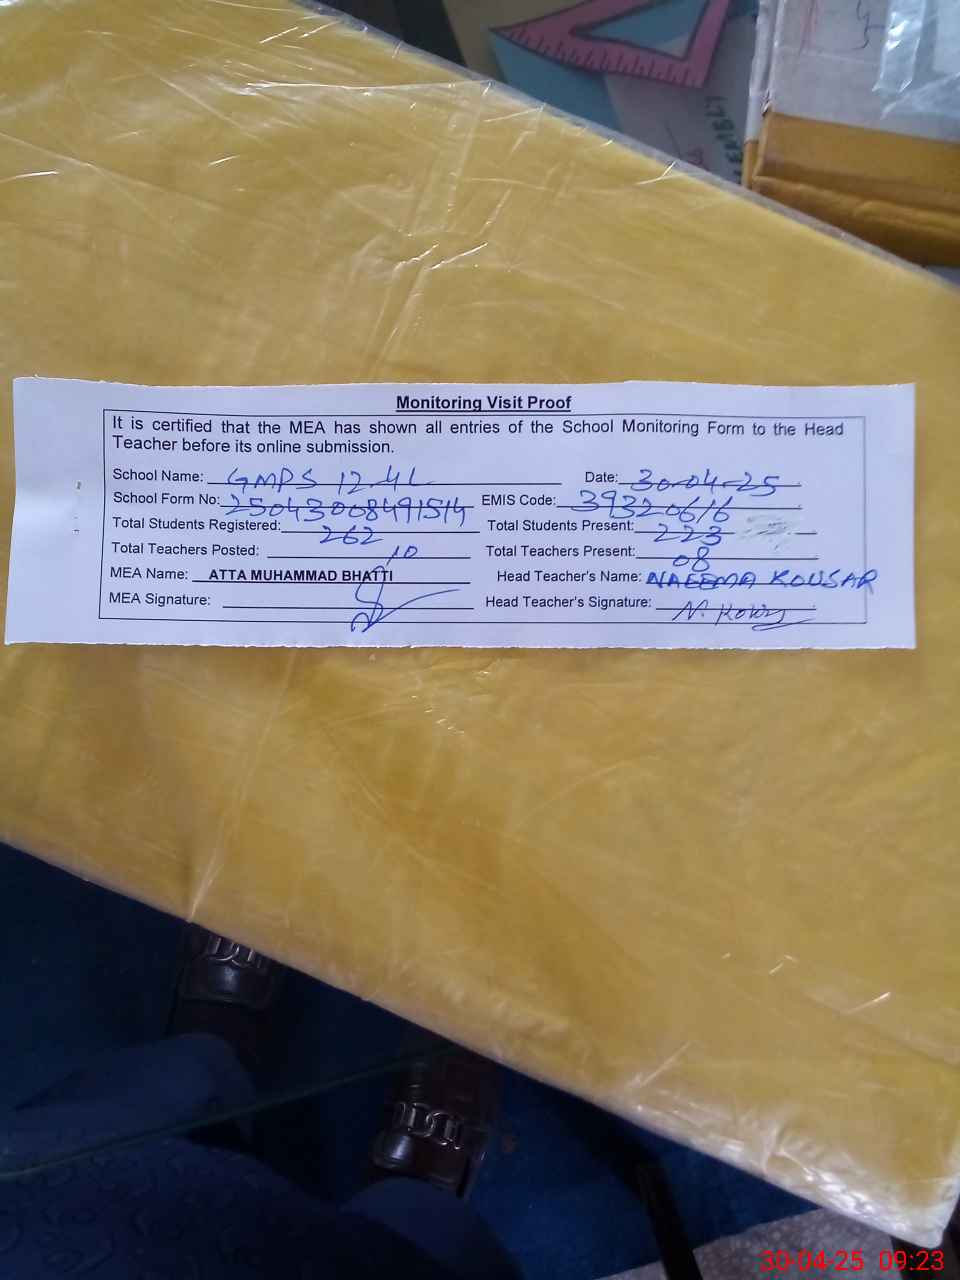 Monitoring Visit Proof
It is certified that the MEA has shown all entries of the School Monitoring Form to the Head
Teacher before its online submission.
School Name: GMPS 12-4L Date: 30-04-25
School Form No: 25043008491514 EMIS Code: 39320616
Total Students Registered: 262 Total Students Present: 223
Total Teachers Posted: 10 Total Teachers Present: 08
MEA Name: ATTA MUHAMMAD BHATTI Head Teacher's Name: NAEEMA KOUSAR
MEA Signature: Head Teacher's Signature: N. Kousar
30-04-25 09:23